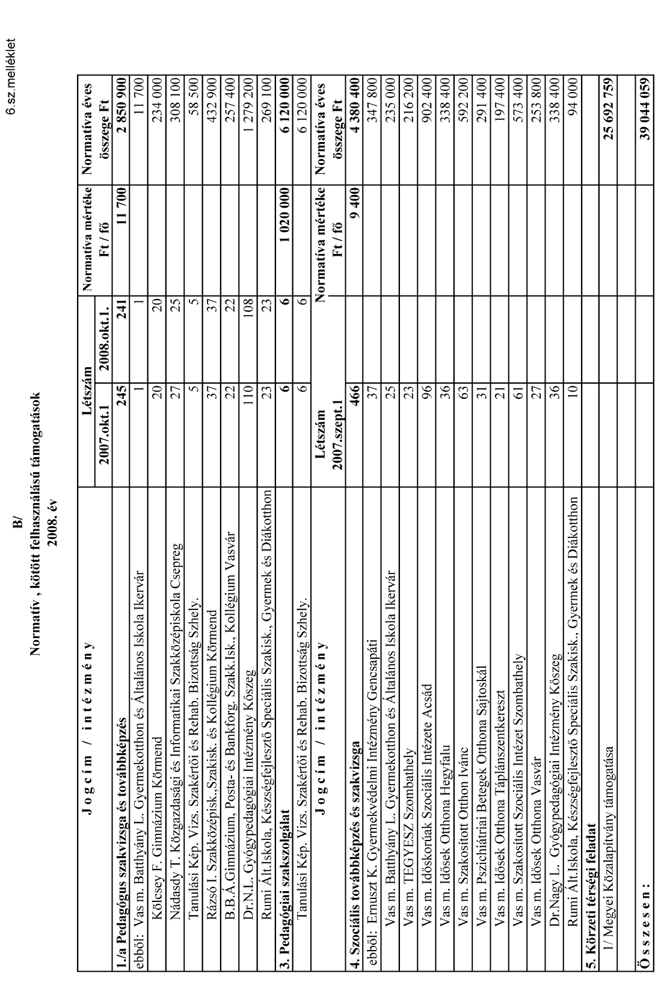 6.sz.melléklet
B/
Normatív , kötött felhasználású támogatások
2008. év
Jogcím / intézmény Létszám Normatíva mértéke Normatíva éves
2007.okt.1 2008.okt.1. Ft / fő összege Ft
1./a Pedagógus szakvizsga és továbbképzés 245 241 11 700 2 850 900
ebből: Vas m. Batthyány L. Gyermekotthon és Általános Iskola Ikervár 1 1 11 700
Kölcsey F. Gimnázium Körmend 20 20 234 000
Nádasdy T. Közgazdasági és Informatikai Szakközépiskola Csepreg 27 25 308 100
Tanulási Kép. Vizs. Szakértői és Rehab. Bizottság Szhely. 5 5 58 500
Rázsó I. Szakközépisk.,Szakisk. és Kollégium Körmend 37 37 432 900
B.B.Á.Gimnázium, Posta- és Bankforg. Szakk.Isk., Kollégium Vasvár 22 22 257 400
Dr.N.L. Gyógypedagógiai Intézmény Kőszeg 110 108 1 279 200
Rumi Ált.Iskola, Készségfejlesztő Speciális Szakisk., Gyermek és Diákotthon 23 23 269 100
3. Pedagógiai szakszolgálat 6 6 1 020 000 6 120 000
Tanulási Kép. Vizs. Szakértői és Rehab. Bizottság Szhely. 6 6 6 120 000
Jogcím / intézmény Létszám Normatíva mértéke Normatíva éves
2007.szept.1 Ft / fő összege Ft
4. Szociális továbbképzés és szakvizsga 466 9 400 4 380 400
ebből: Ernuszt K. Gyermekvédelmi Intézmény Gencsapáti 37 347 800
Vas m. Batthyány L. Gyermekotthon és Általános Iskola Ikervár 25 235 000
Vas m. TEGYESZ Szombathely 23 216 200
Vas m. Időskorúak Szociális Intézete Acsád 96 902 400
Vas m. Idősek Otthona Hegyfalu 36 338 400
Vas m. Szakosított Otthon Ivánc 63 592 200
Vas m. Pszichiátriai Betegek Otthona Sajtoskál 31 291 400
Vas m. Idősek Otthona Táplánszentkereszt 21 197 400
Vas m. Szakosított Szociális Intézet Szombathely 61 573 400
Vas m. Idősek Otthona Vasvár 27 253 800
Dr.Nagy L. Gyógypedagógiai Intézmény Kőszeg 36 338 400
Rumi Ált.Iskola, Készségfejlesztő Speciális Szakisk., Gyermek és Diákotthon 10 94 000
5. Körzeti térségi feladat
1/ Megyei Közalapítvány támogatása 25 692 759
Összesen: 39 044 059